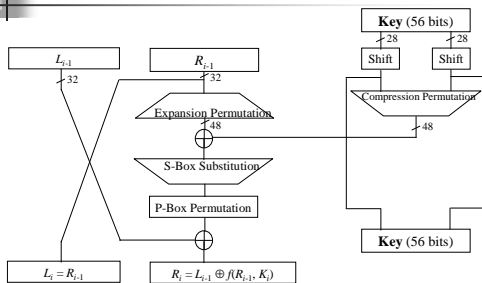 Key (56 bits)
28
28
Shift
Shift
L_{i-1}
R_{i-1}
32
32
Compression Permutation
Expansion Permutation
48
48
S-Box Substitution
P-Box Permutation
Key (56 bits)
L_i = R_{i-1}
R_i = L_{i-1} ⊕ f(R_{i-1}, K_i)